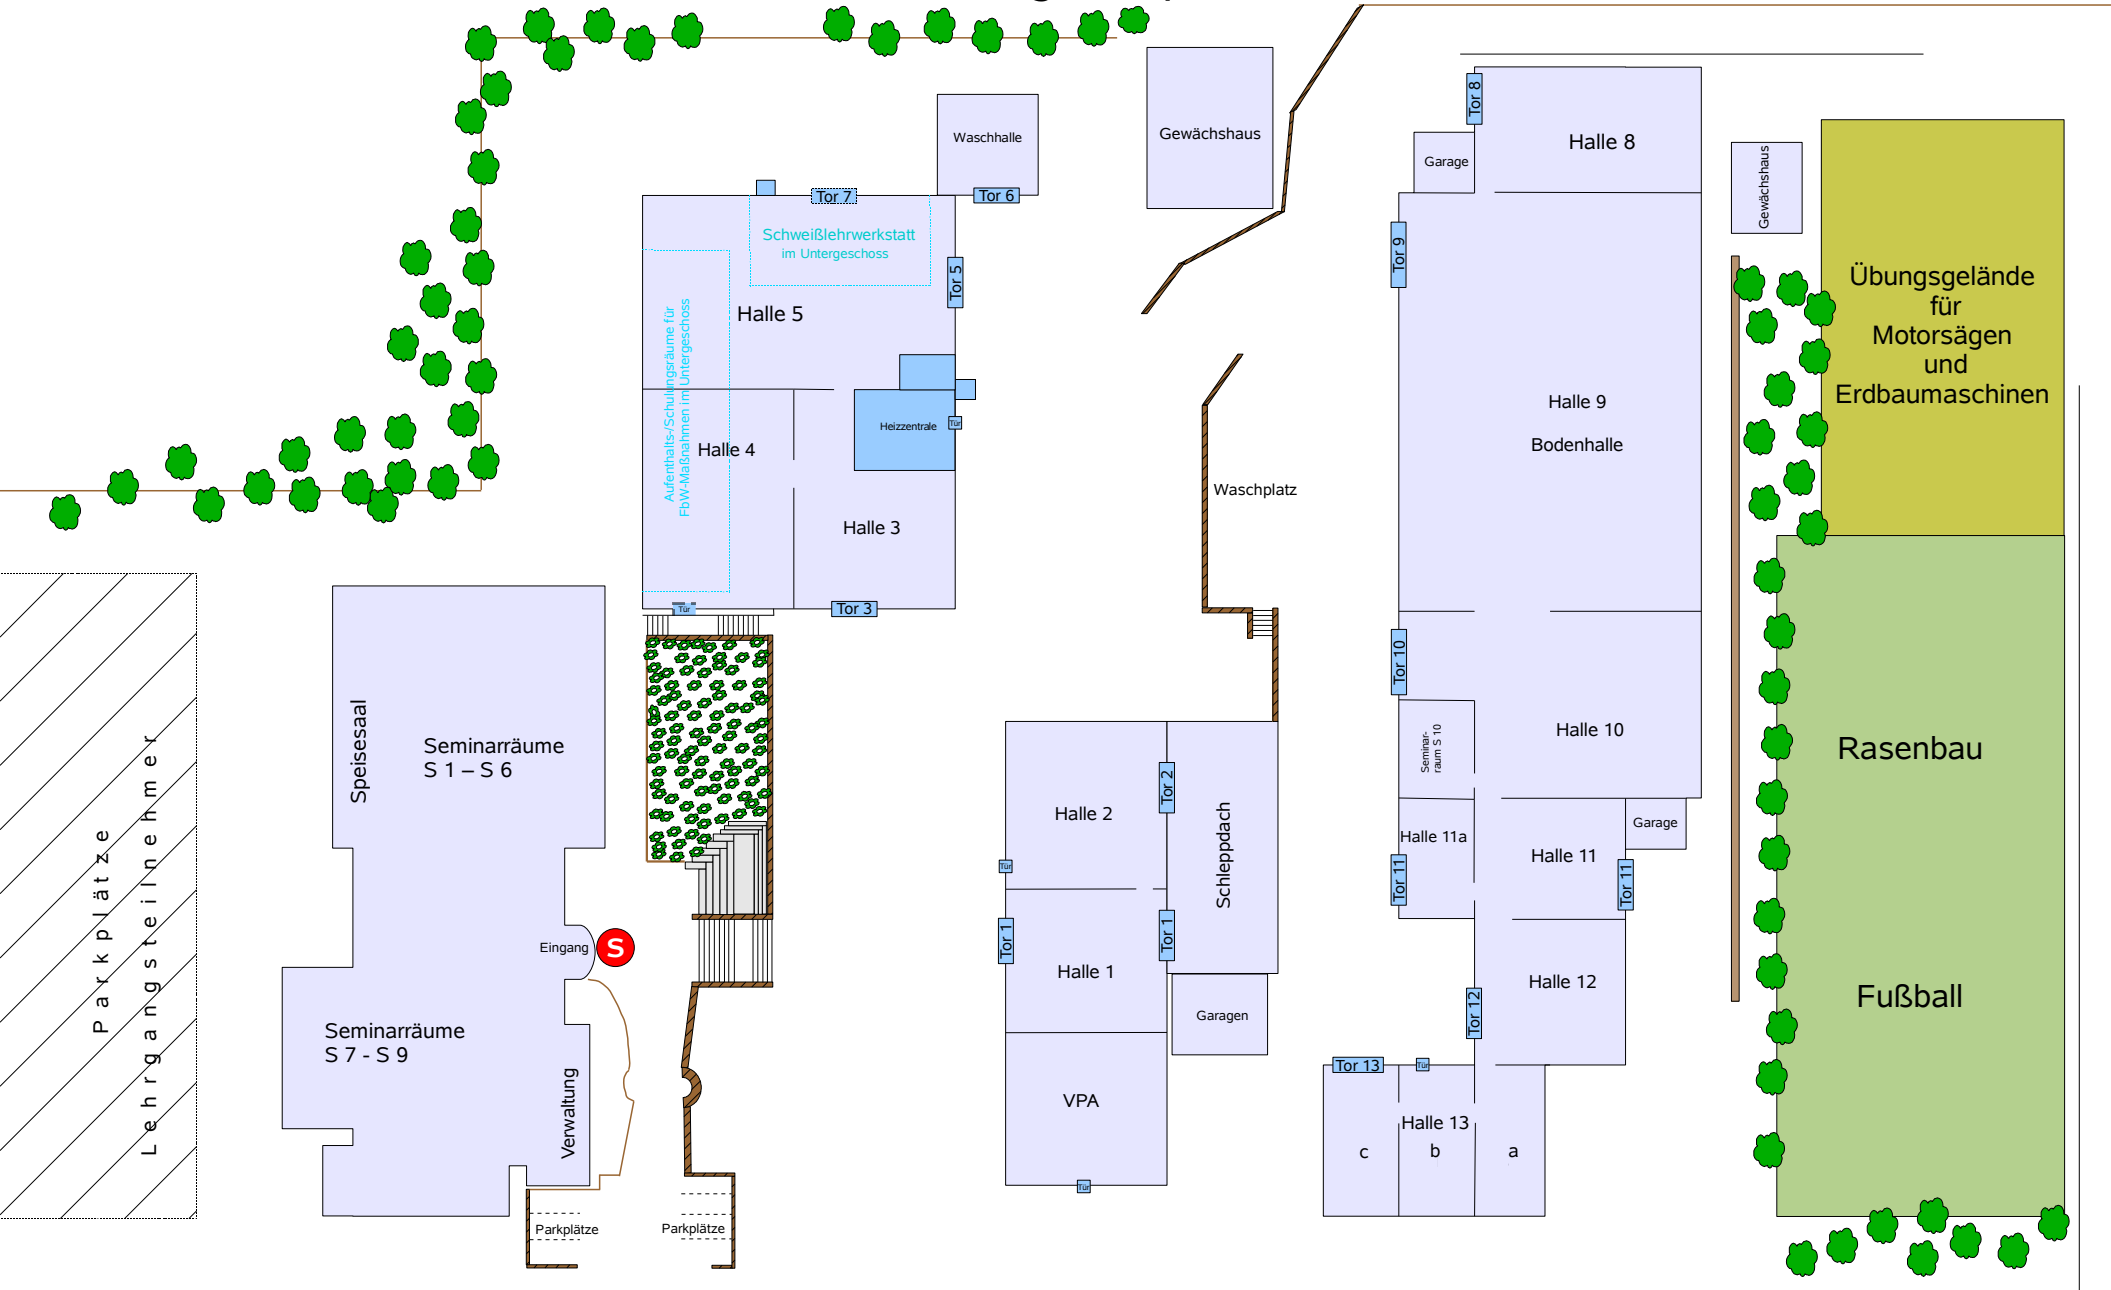 Waschhalle
Gewächshaus
Tor 8
Halle 8
Garage
Gewächshaus
Tor 7
Tor 6
Schweißlehrwerkstatt
im Untergeschoss
Tor 5
Tor 9
Halle 5
Aufenthalts-/Schulungsräume für
FbW-Maßnahmen im Untergeschoss
Übungsgelände
für
Motorsägen
und
Erdbaumaschinen
Halle 9
Bodenhalle
Heizzentrale
Tür
Halle 4
Halle 3
Waschplatz
Tür
Tor 3
Tor 10
Speisesaal
Seminarräume
S 1 – S 6
Parkplätze
Lehrgangsteilnehmer
Halle 2
Tor 2
Schleppdach
Tür
Seminar-
raum S 10
Halle 10
Rasenbau
Halle 11a
Halle 11
Garage
Tor 11
Tor 11
Eingang
S
Tor 1
Tor 1
Halle 1
Halle 12
Tor 12
Fußball
Seminarräume
S 7 - S 9
Garagen
Verwaltung
VPA
Tür
Tor 13
Tür
Halle 13
c
b
a
Parkplätze
Parkplätze